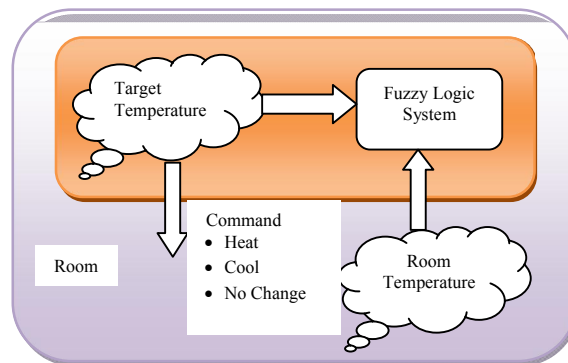 Target
Temperature
Fuzzy Logic
System
Command
• Heat
• Cool
• No Change
Room
Room
Temperature